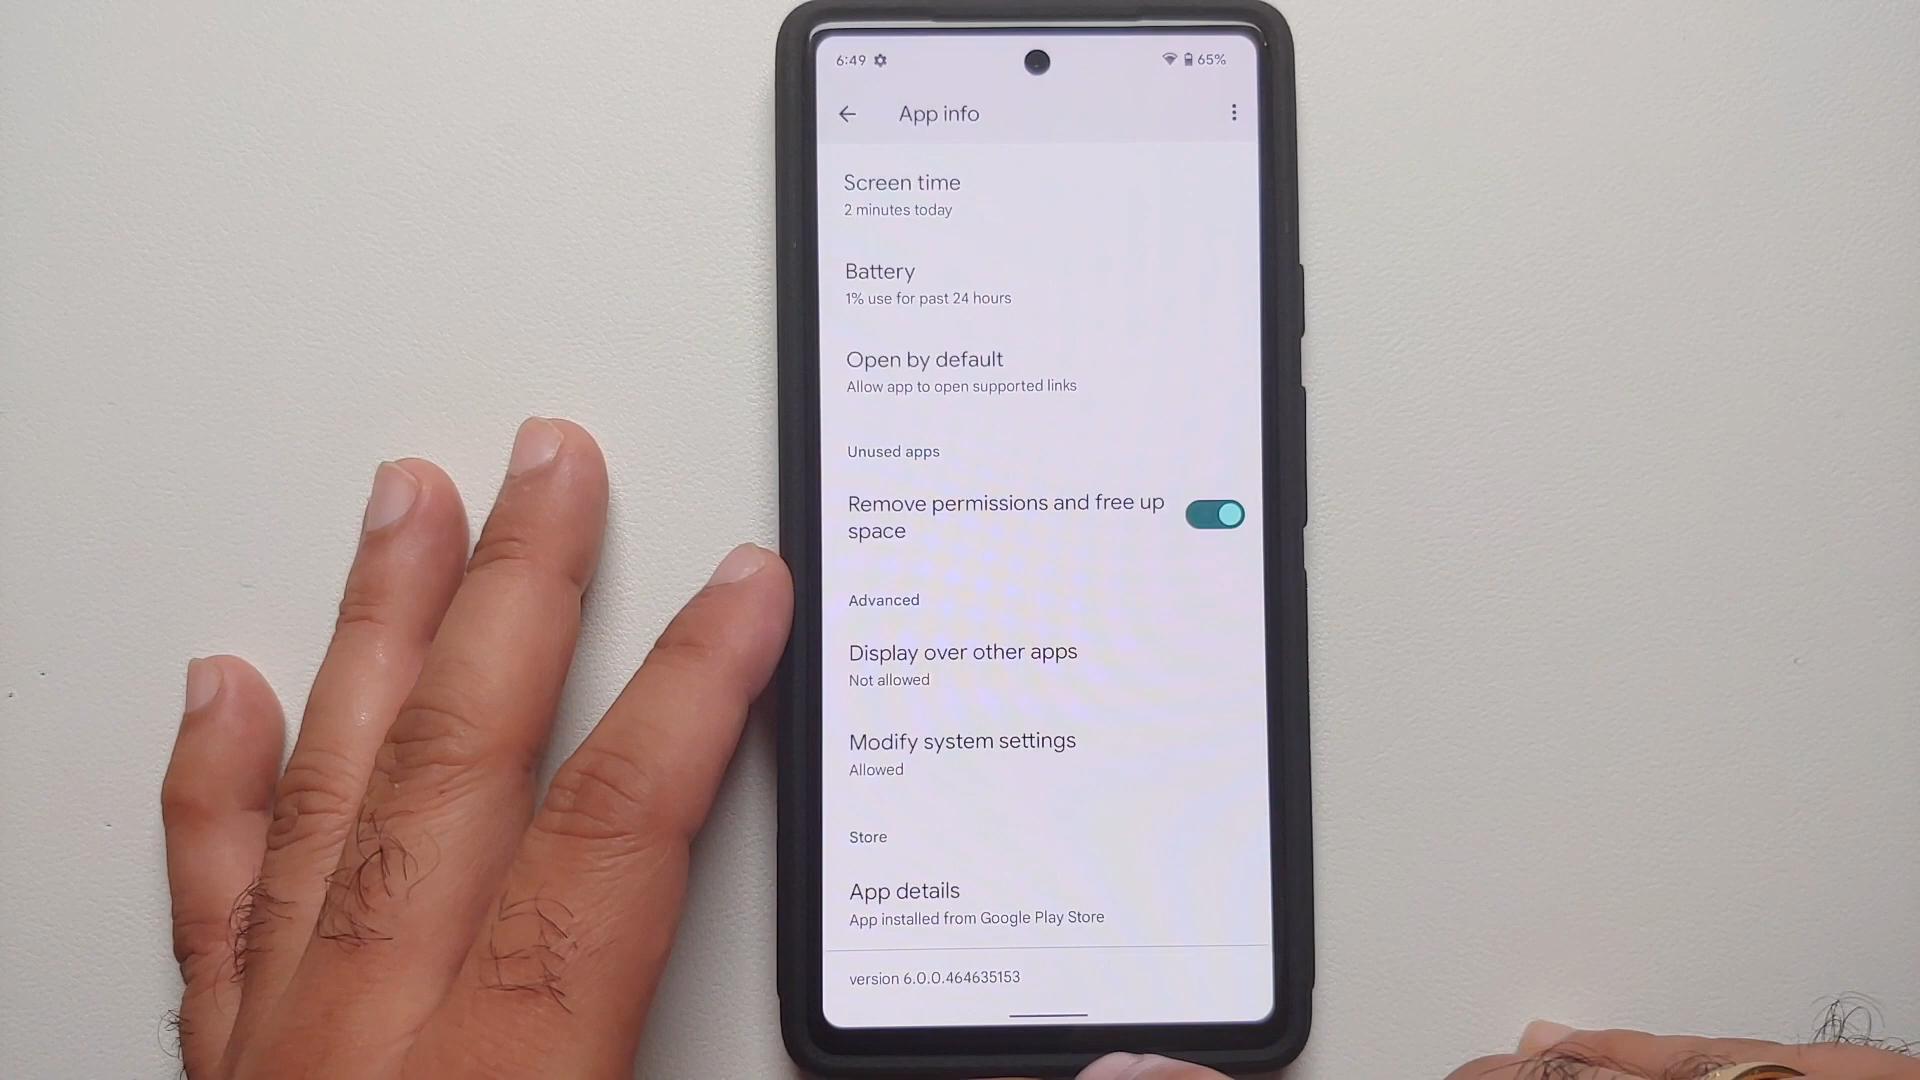 6:49
65%
App info
Screen time
2 minutes today
Battery
1% use for past 24 hours
Open by default
Allow app to open supported links
Unused apps
Remove permissions and free up
space
Advanced
Display over other apps
Not allowed
Modify system settings
Allowed
Store
App details
App installed from Google Play Store
version 6.0.0.464635153